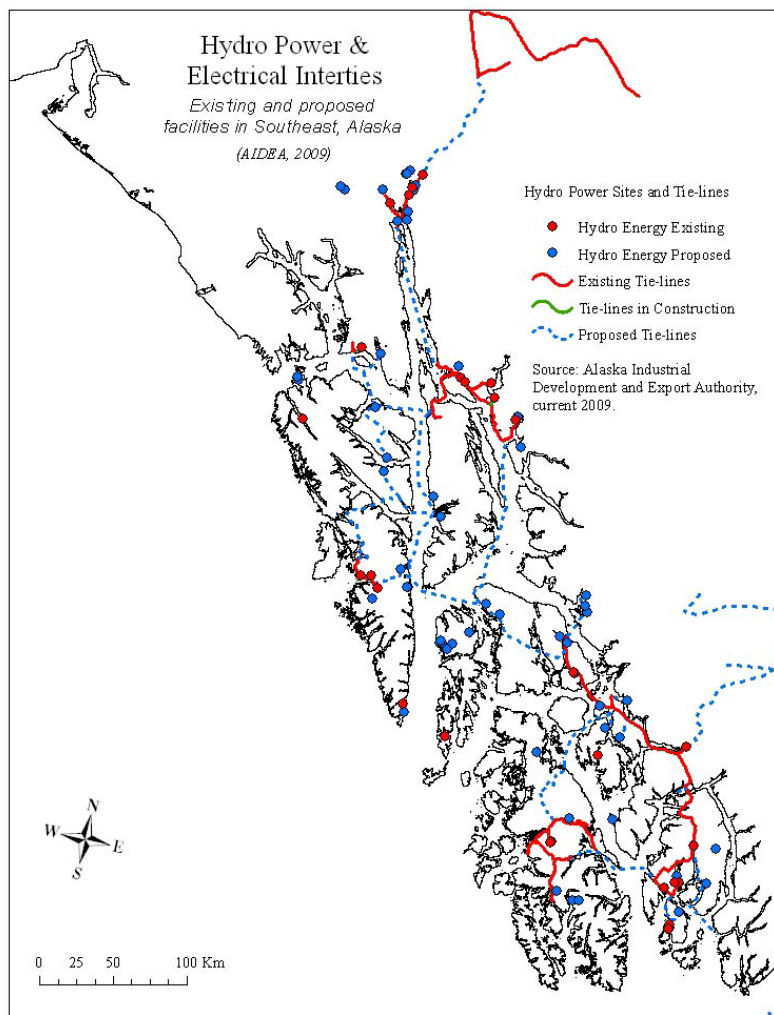 Hydro Power &
Electrical Interties
Existing and proposed
facilities in Southeast, Alaska
(AIDEA, 2009)
Hydro Power Sites and Tie-lines
Hydro Energy Existing
Hydro Energy Proposed
Existing Tie-lines
Tie-lines in Construction
Proposed Tie-lines
Source: Alaska Industrial
Development and Export Authority,
current 2009.
N
W
E
S
0 25 50 100 Km